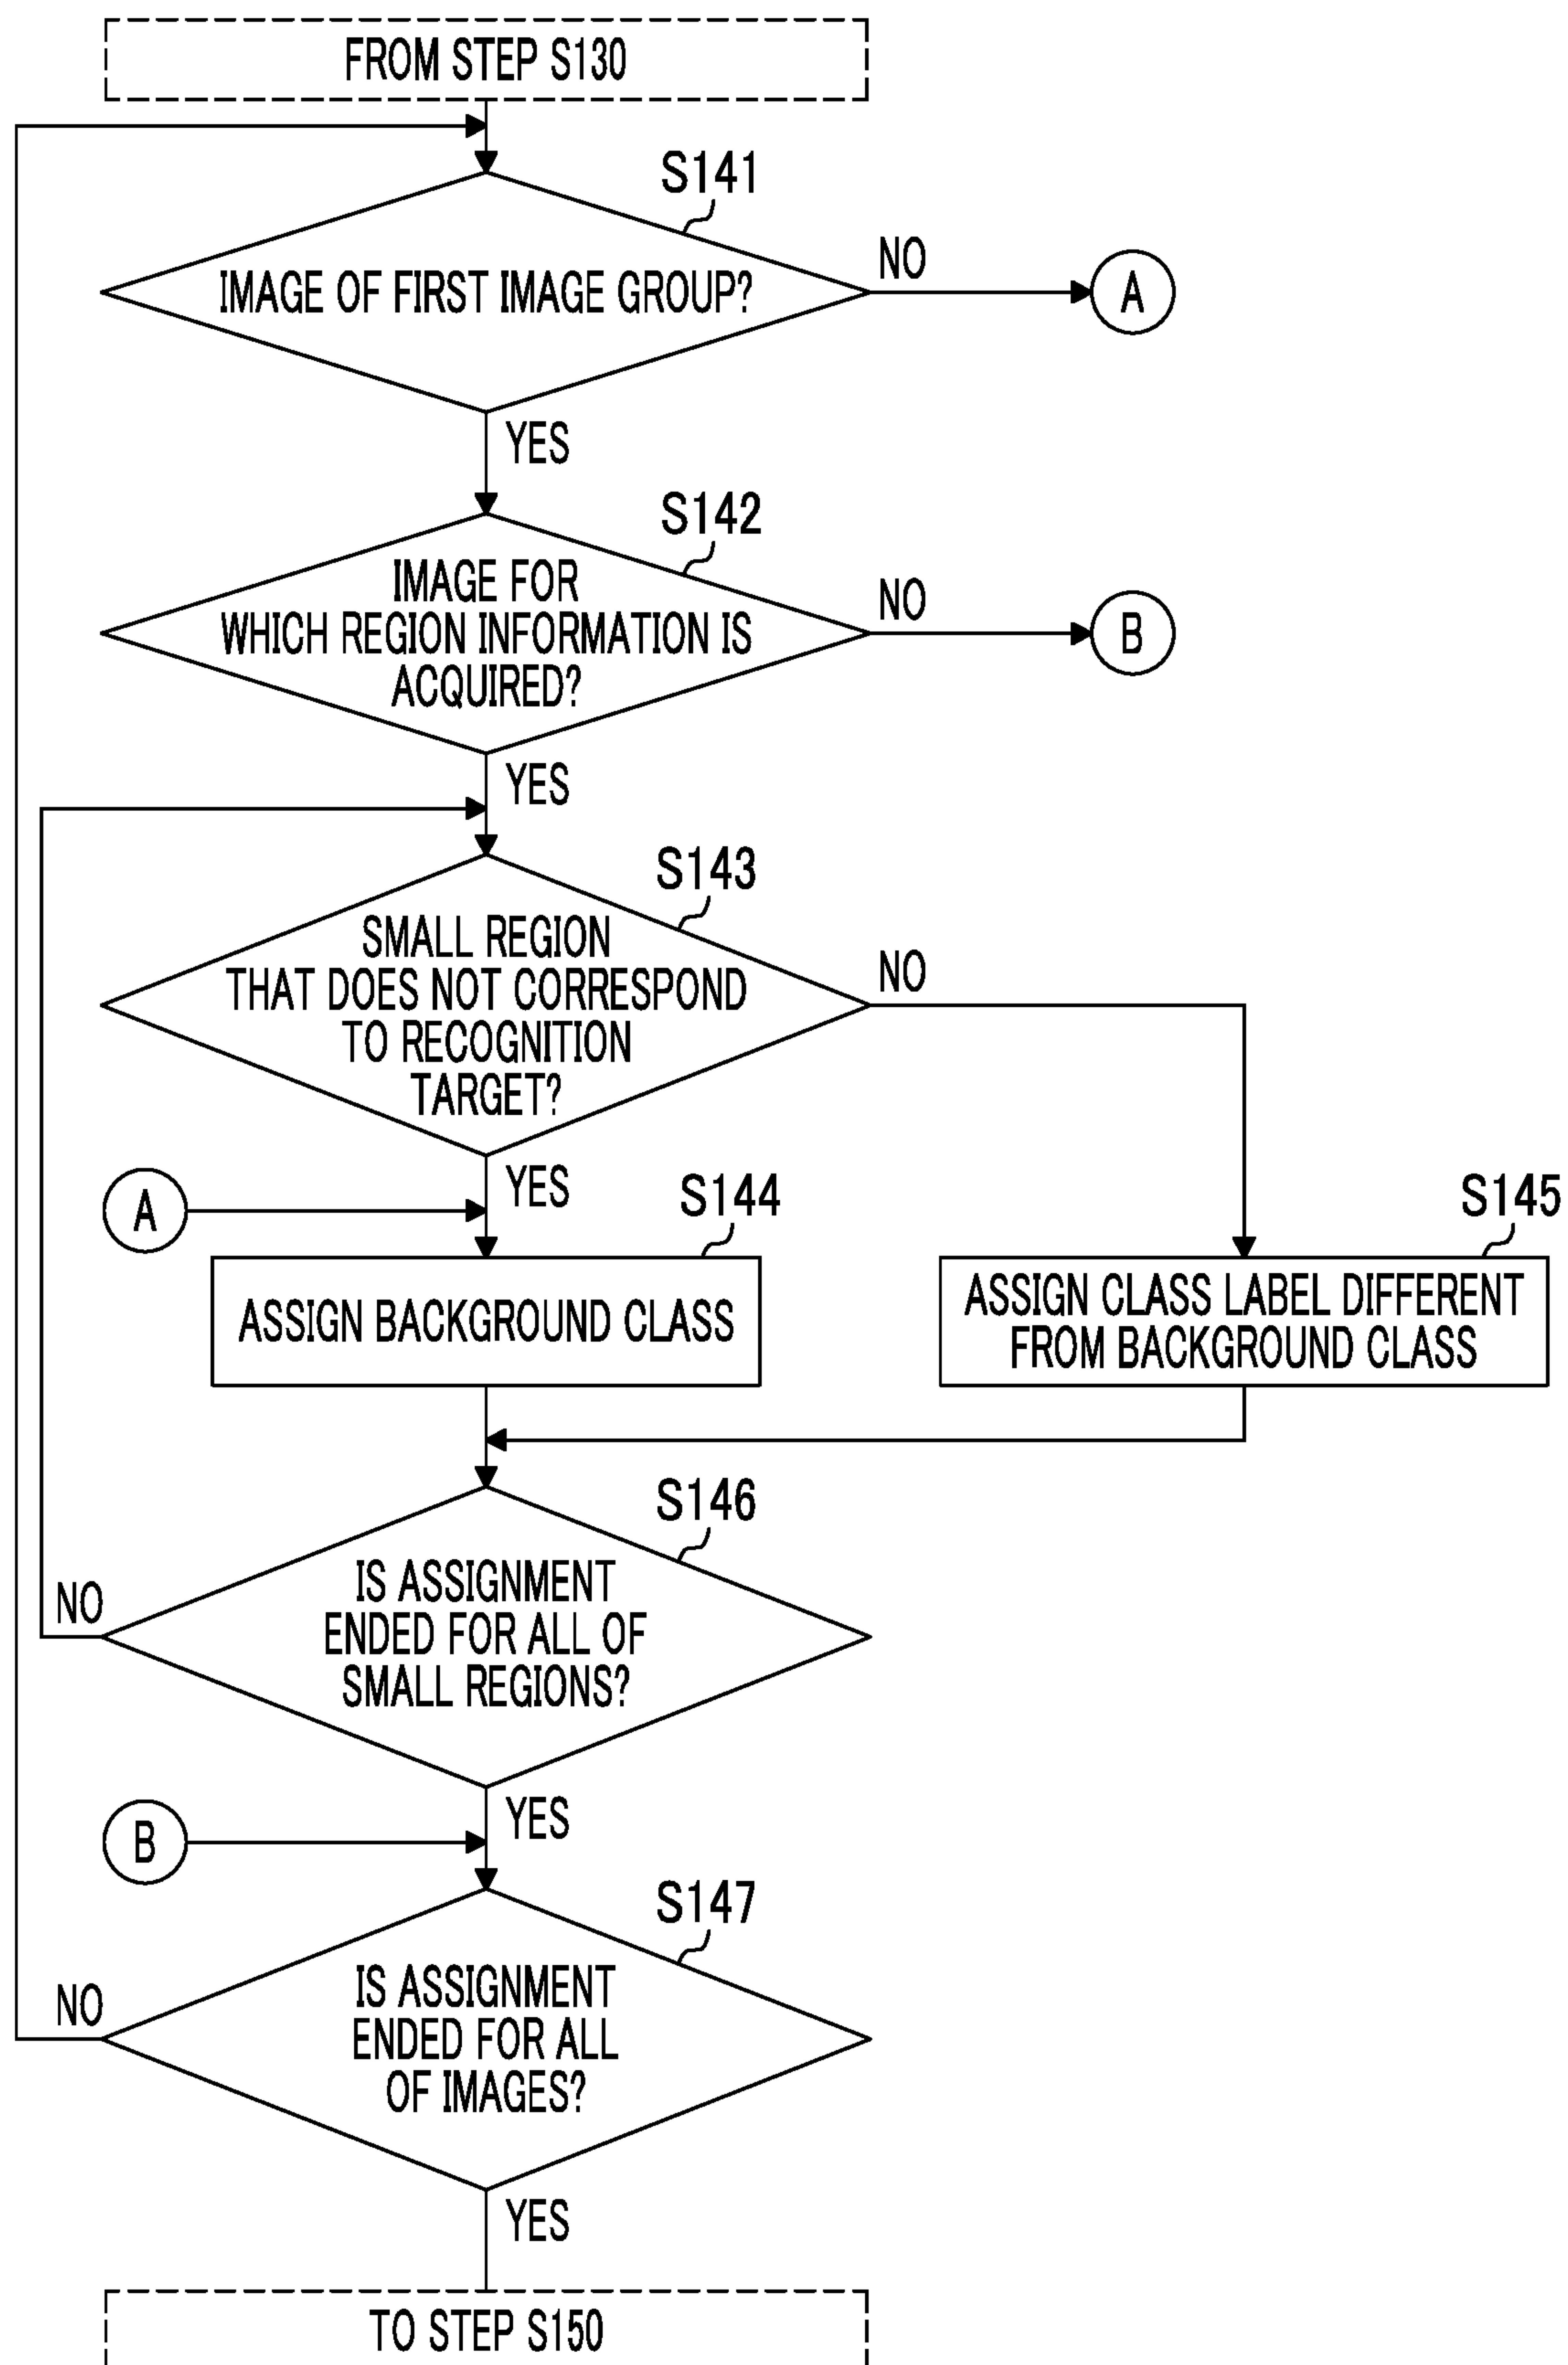 FROM STEP S130
S141
IMAGE OF FIRST IMAGE GROUP?
NO
A
YES
S142
IMAGE FOR
WHICH REGION INFORMATION IS
ACQUIRED?
NO
B
YES
S143
SMALL REGION
THAT DOES NOT CORRESPOND
TO RECOGNITION
TARGET?
NO
YES
A
S144
ASSIGN BACKGROUND CLASS
S145
ASSIGN CLASS LABEL DIFFERENT
FROM BACKGROUND CLASS
S146
IS ASSIGNMENT
ENDED FOR ALL OF
SMALL REGIONS?
NO
YES
B
S147
IS ASSIGNMENT
ENDED FOR ALL
OF IMAGES?
NO
YES
TO STEP S150